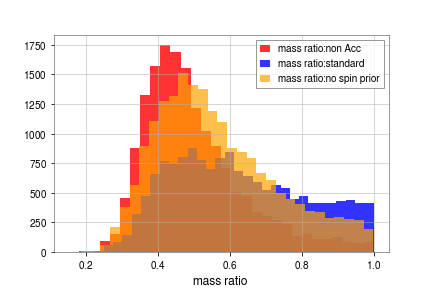 1750
1500
1250
1000
750
500
250
0
0.2 0.4 0.6 0.8 1.0
mass ratio
mass ratio:non Acc
mass ratio:standard
mass ratio:no spin prior